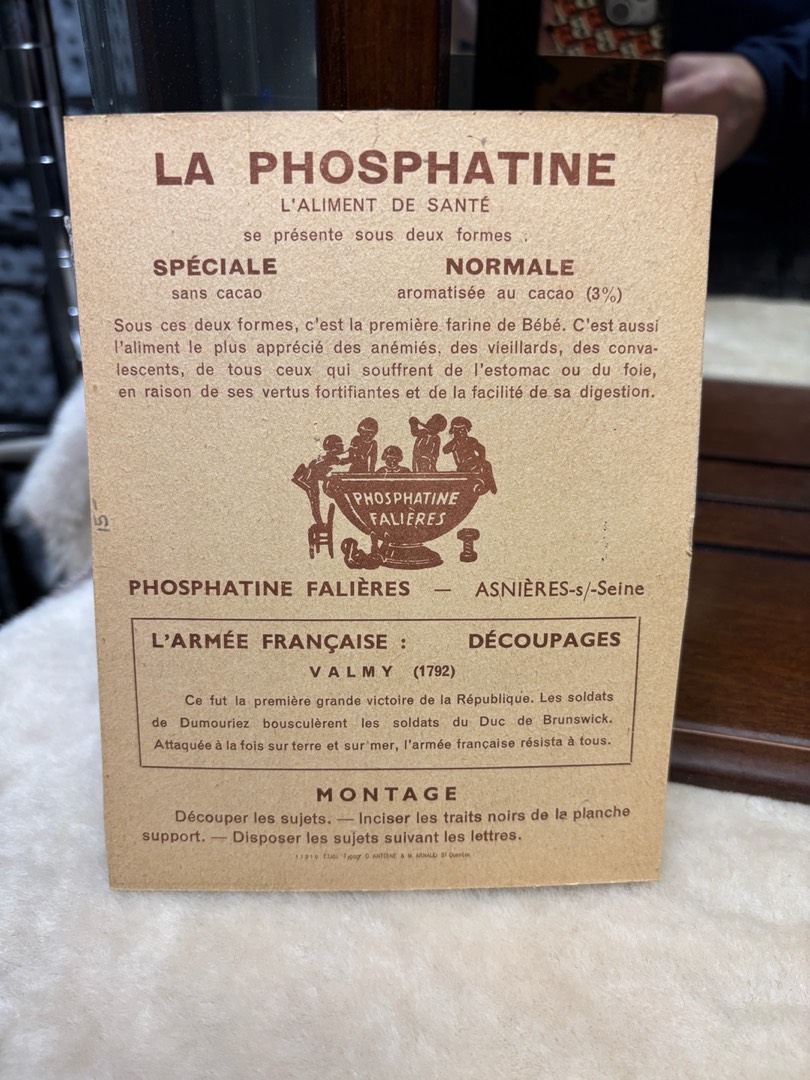 LA PHOSPHATINE
L'ALIMENT DE SANTÉ
se présente sous deux formes :
SPÉCIALE NORMALE
sans cacao aromatisée au cacao (3%)
Sous ces deux formes, c'est la première farine de Bébé. C'est aussi
l'aliment le plus apprécié des anémiés, des vieillards, des conva-
lescents, de tous ceux qui souffrent de l'estomac ou du foie,
en raison de ses vertus fortifiantes et de la facilité de sa digestion.
PHOSPHATINE
FALIÈRES
15-
PHOSPHATINE FALIÈRES — ASNIÈRES-s/-Seine
L'ARMÉE FRANÇAISE : DÉCOUPAGES
VALMY (1792)
Ce fut la première grande victoire de la République. Les soldats
de Dumouriez bousculèrent les soldats du Duc de Brunswick.
Attaquée à la fois sur terre et sur mer, l'armée française résista à tous.
MONTAGE
Découper les sujets. — Inciser les traits noirs de la planche
support. — Disposer les sujets suivant les lettres.
Etabl. Typogr. & M. ARNAUD St Quentin